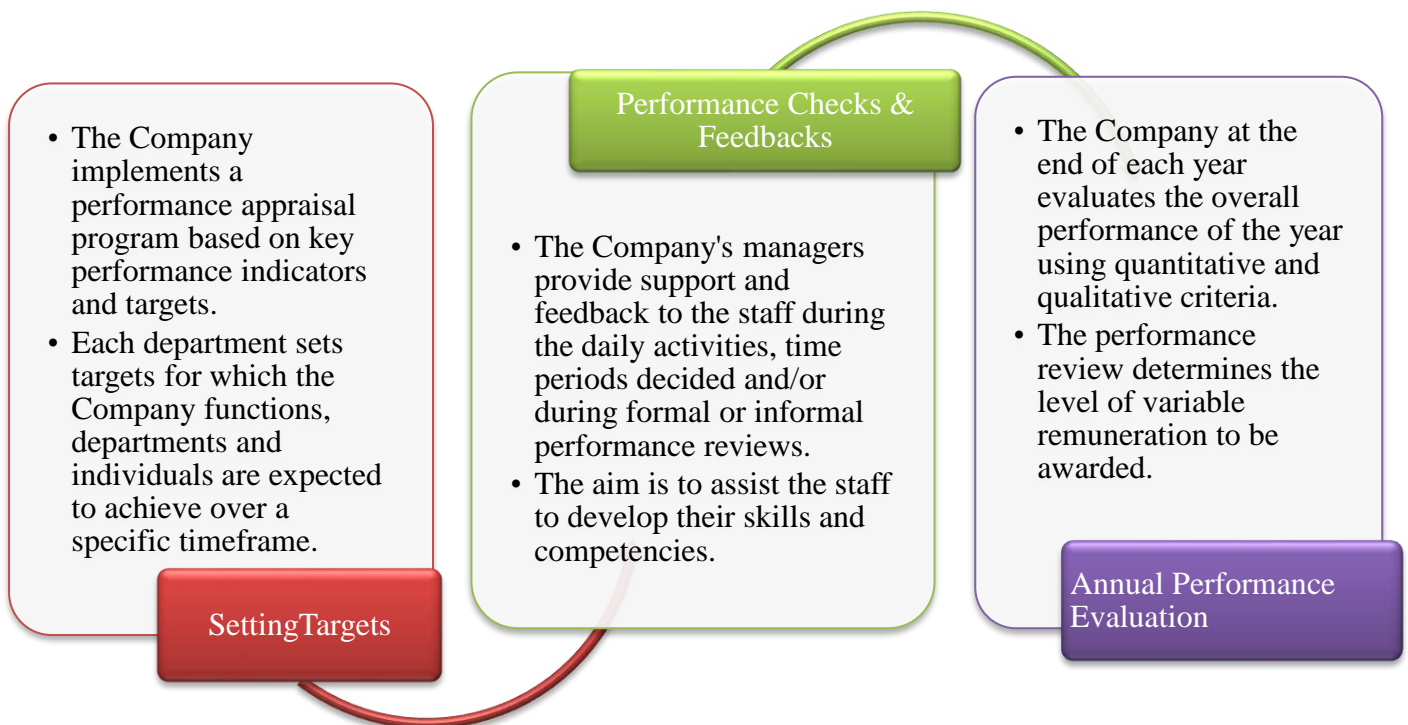 • The Company
implements a
performance appraisal
program based on key
performance indicators
and targets.
• Each department sets
targets for which the
Company functions,
departments and
individuals are expected
to achieve over a
specific timeframe.
SettingTargets
Performance Checks &
Feedbacks
• The Company's managers
provide support and
feedback to the staff during
the daily activities, time
periods decided and/or
during formal or informal
performance reviews.
• The aim is to assist the staff
to develop their skills and
competencies.
• The Company at the
end of each year
evaluates the overall
performance of the year
using quantitative and
qualitative criteria.
• The performance
review determines the
level of variable
remuneration to be
awarded.
Annual Performance
Evaluation